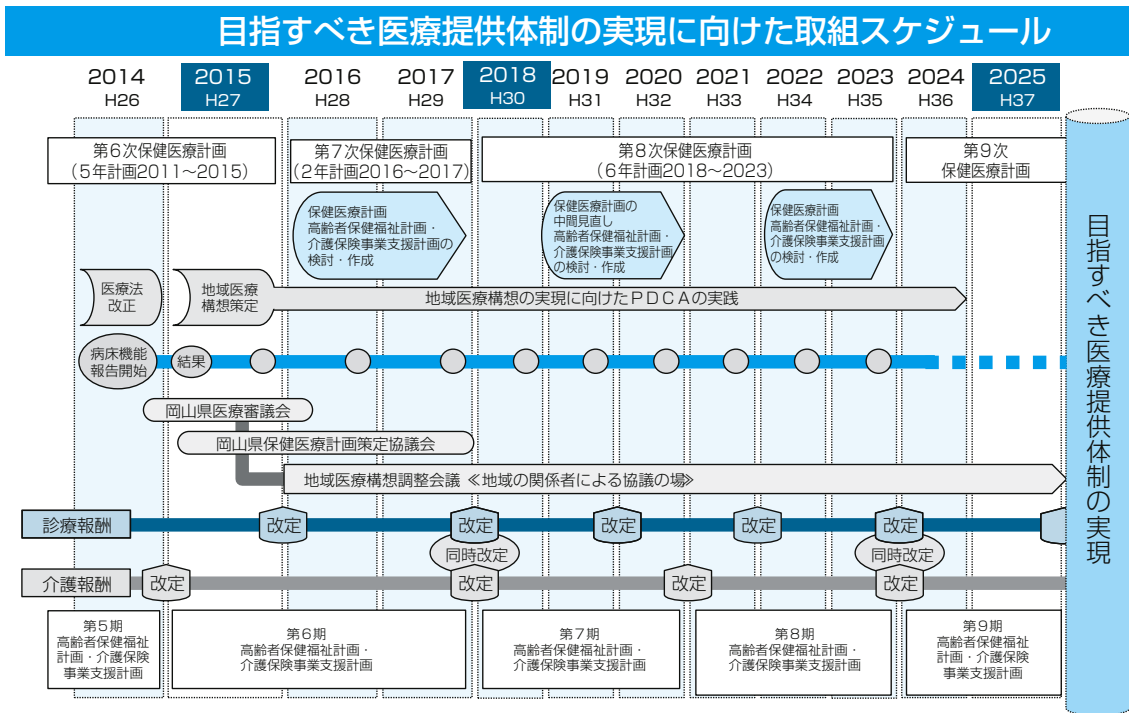 目指すべき医療提供体制の実現に向けた取組スケジュール
2014
H26
2015
H27
2016
H28
2017
H29
2018
H30
2019
H31
2020
H32
2021
H33
2022
H34
2023
H35
2024
H36
2025
H37
第6次保健医療計画
(5年計画2011～2015)
第7次保健医療計画
(2年計画2016～2017)
第8次保健医療計画
(6年計画2018～2023)
第9次
保健医療計画
保健医療計画
高齢者保健福祉計画・
介護保険事業支援計画の
検討・作成
保健医療計画の
中間見直し
高齢者保健福祉計画・
介護保険事業支援計画
の検討・作成
保健医療計画
高齢者保健福祉計画・
介護保険事業支援計画
の検討・作成
医療法
改正
地域医療
構想策定
地域医療構想の実現に向けたPDCAの実践
病床機能
報告開始
結果
岡山県医療審議会
岡山県保健医療計画策定協議会
地域医療構想調整会議 ≪地域の関係者による協議の場≫
診療報酬
改定
改定
改定
改定
改定
同時改定
同時改定
介護報酬
改定
改定
改定
改定
第5期
高齢者保健福祉
計画・介護保険
事業支援計画
第6期
高齢者保健福祉計画・
介護保険事業支援計画
第7期
高齢者保健福祉計画・
介護保険事業支援計画
第8期
高齢者保健福祉計画・
介護保険事業支援計画
第9期
高齢者保健福祉
計画・介護保険
事業支援計画
目指すべき医療提供体制の実現